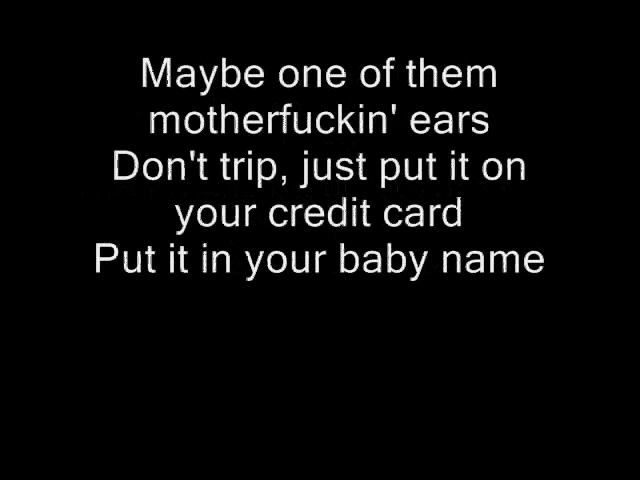 Maybe one of them
motherfuckin' ears
Don't trip, just put it on
your credit card
Put it in your baby name